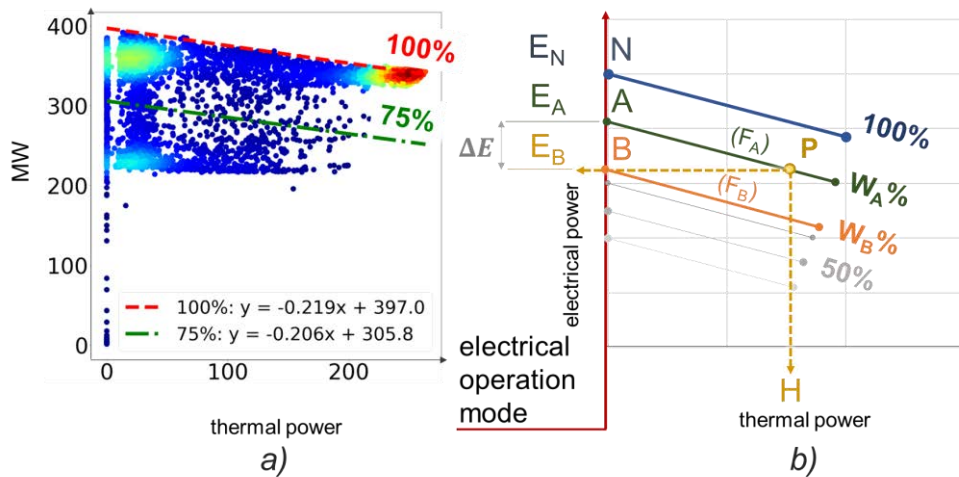 400
300
200
100
0
MW
0
100
200
thermal power
100%
75%
100%: y = -0.219x + 397.0
75%: y = -0.206x + 305.8
a)
E_N
N
E_A
A
ΔE
E_B
B
(F_A)
P
(F_B)
100%
W_A%
W_B%
50%
electrical power
electrical
operation
mode
H
thermal power
b)